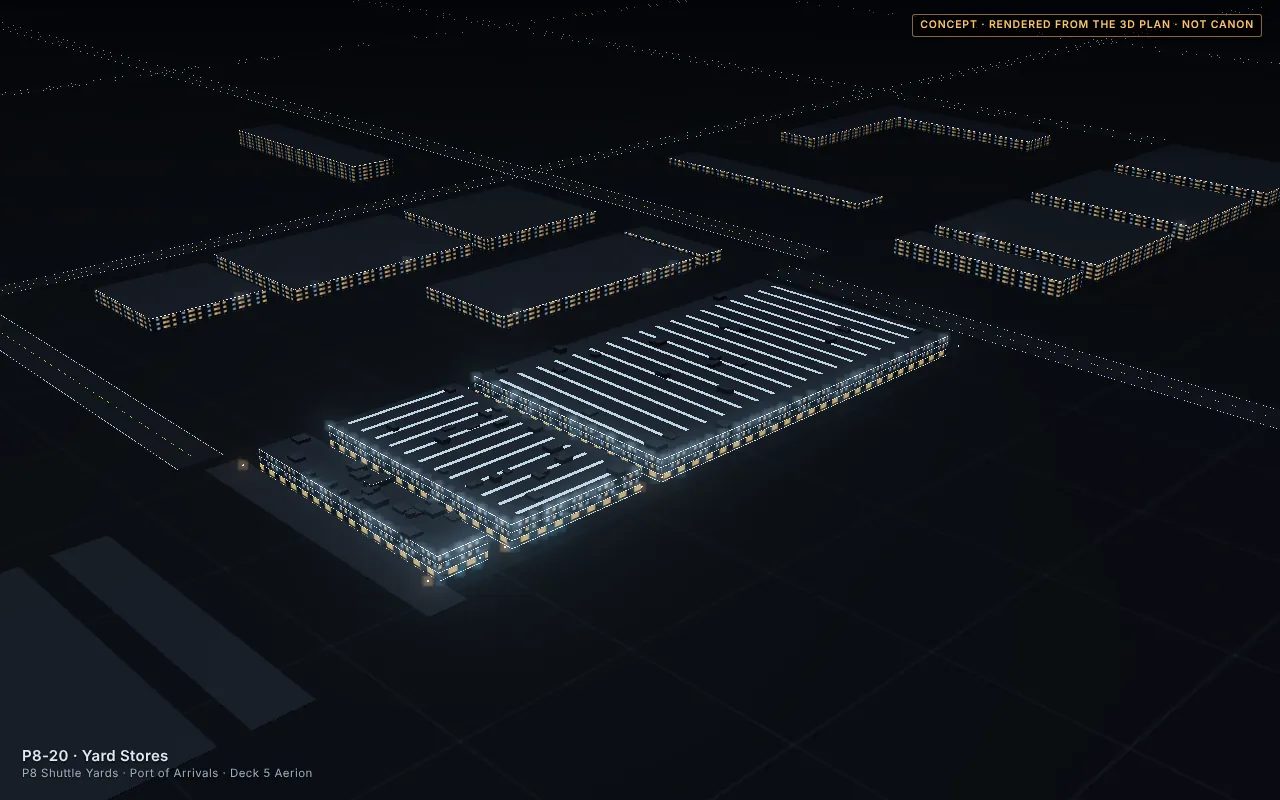 CONCEPT · RENDERED FROM THE 3D PLAN · NOT CANON
P8-20 · Yard Stores
P8 Shuttle Yards · Port of Arrivals · Deck 5 Aerion